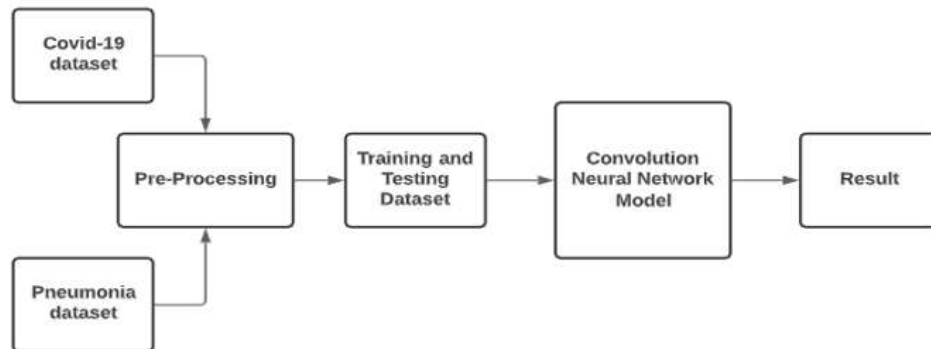 Covid-19
dataset
Pre-Processing
Pneumonia
dataset
Training and
Testing
Dataset
Convolution
Neural Network
Model
Result